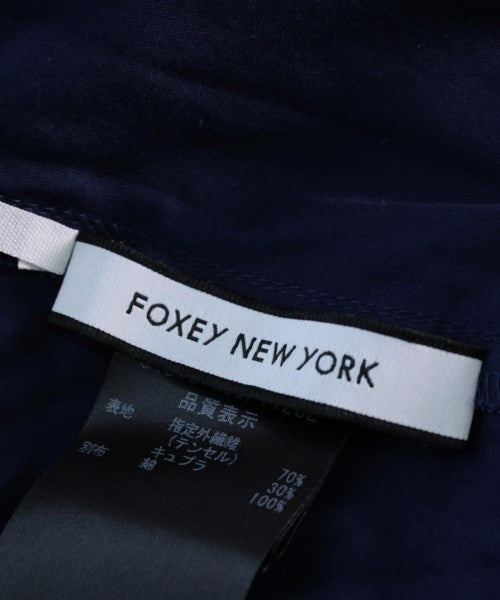 FOXEY NEW YORK
品質表示
表地 指定外繊維
(テンセル) 70%
キュプラ 30%
別布 綿 100%